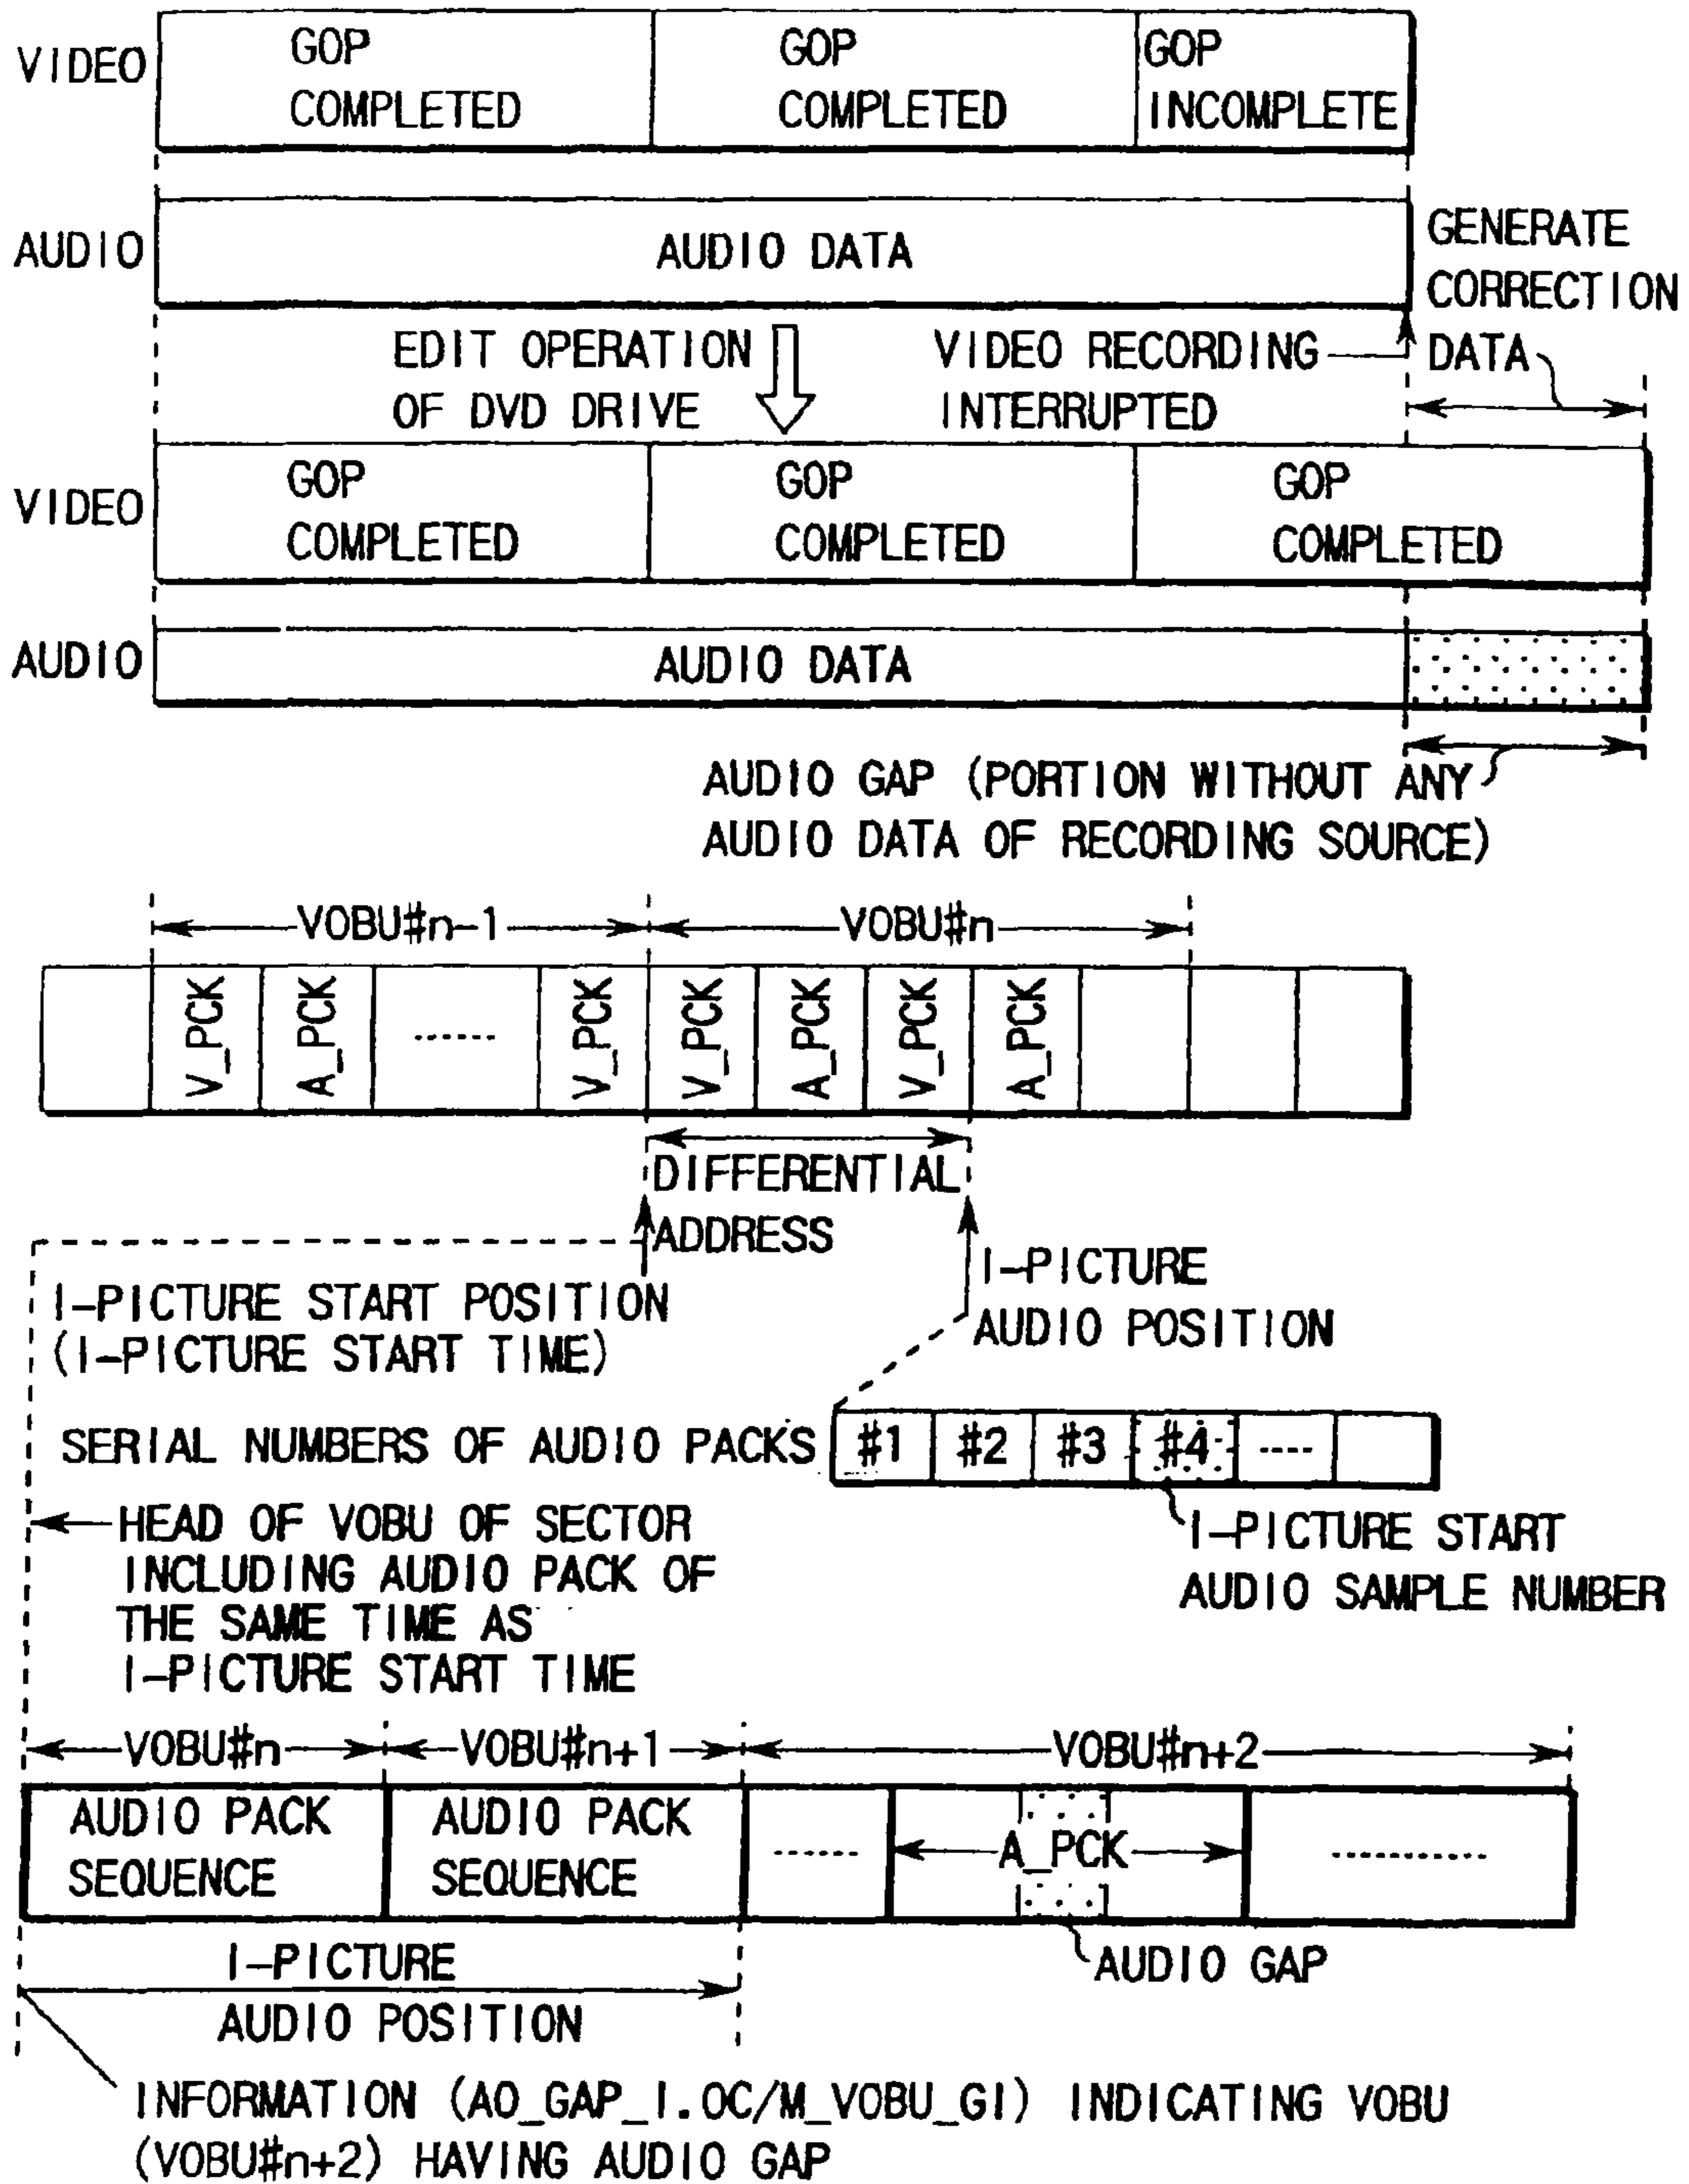 VIDEO
GOP
COMPLETED
GOP
COMPLETED
GOP
INCOMPLETE
AUDIO
AUDIO DATA
GENERATE
CORRECTION
DATA
EDIT OPERATION
OF DVD DRIVE
VIDEO RECORDING
INTERRUPTED
VIDEO
GOP
COMPLETED
GOP
COMPLETED
GOP
COMPLETED
AUDIO
AUDIO DATA
AUDIO GAP (PORTION WITHOUT ANY
AUDIO DATA OF RECORDING SOURCE)
VOBU#n-1
VOBU#n
V_PCK
A_PCK
V_PCK
V_PCK
A_PCK
V_PCK
A_PCK
DIFFERENTIAL
ADDRESS
I-PICTURE START POSITION
(I-PICTURE START TIME)
I-PICTURE
AUDIO POSITION
SERIAL NUMBERS OF AUDIO PACKS
#1
#2
#3
#4
I-PICTURE START
AUDIO SAMPLE NUMBER
HEAD OF VOBU OF SECTOR
INCLUDING AUDIO PACK OF
THE SAME TIME AS
I-PICTURE START TIME
VOBU#n
VOBU#n+1
VOBU#n+2
AUDIO PACK
SEQUENCE
AUDIO PACK
SEQUENCE
A_PCK
AUDIO GAP
I-PICTURE
AUDIO POSITION
INFORMATION (A0_GAP_I.OC/M_VOBU_GI) INDICATING VOBU
(VOBU#n+2) HAVING AUDIO GAP